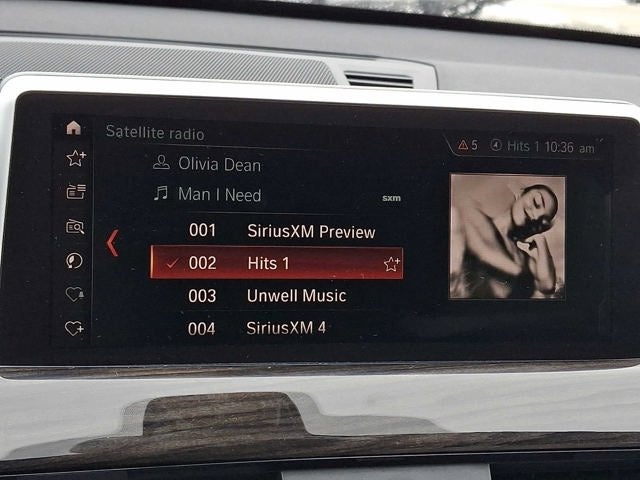 Satellite radio
5 Hits 1 10:36 am
Olivia Dean
Man I Need
sxm
001 SiriusXM Preview
002 Hits 1
003 Unwell Music
004 SiriusXM 4